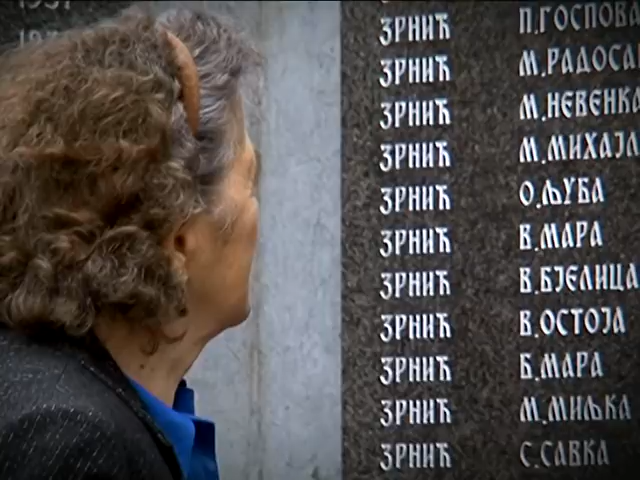 1931
ЗРНИЋ П.ГОСПОВА
ЗРНИЋ М.РАДОСА
ЗРНИЋ М.НЕВЕНКА
ЗРНИЋ М.МИХАЈЛ
ЗРНИЋ О.ЉУБА
ЗРНИЋ В.МАРА
ЗРНИЋ В.БЈЕЛИЦА
ЗРНИЋ В.ОСТОЈА
ЗРНИЋ Б.МАРА
ЗРНИЋ М.МИЉКА
ЗРНИЋ С.САВКА